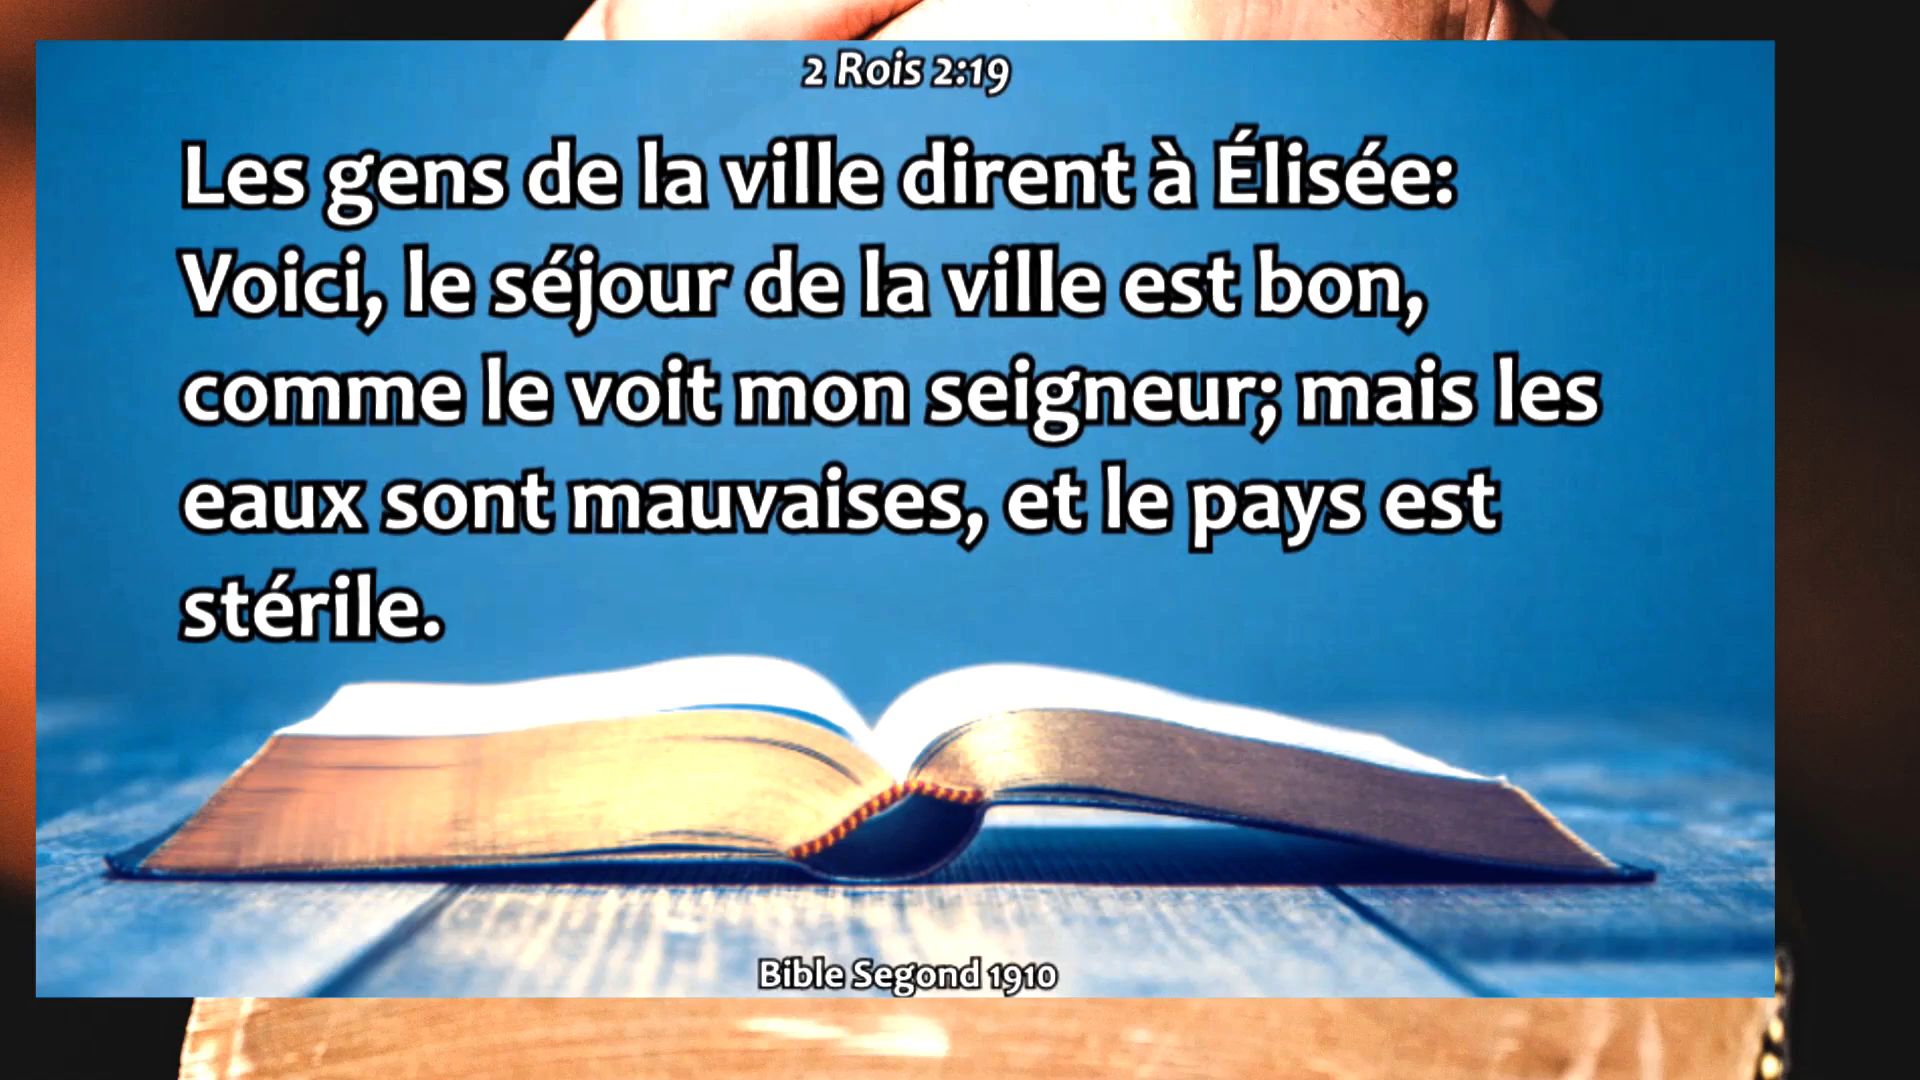 2 Rois 2:19
Les gens de la ville dirent à Élisée:
Voici, le séjour de la ville est bon,
comme le voit mon seigneur; mais les
eaux sont mauvaises, et le pays est
stérile.
Bible Segond 1910